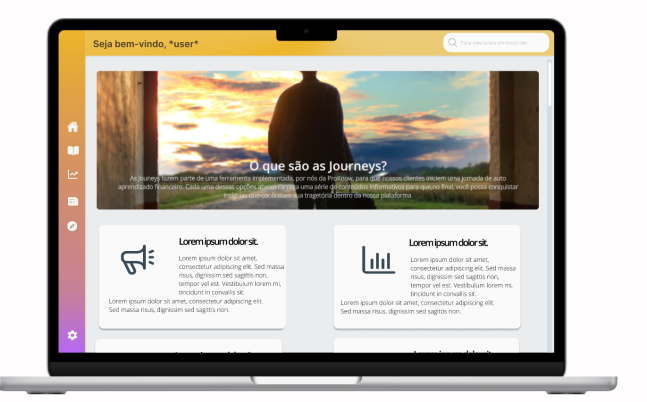 Seja bem-vindo, *user*
Faça uma busca em nosso site
O que são as Journeys?
As Jouneys fazem parte de uma ferramenta implementada, por nós da ProKnow, para que nossos clientes iniciem uma jornada de auto
aprendizado financeiro. Cada uma dessas opções abaixo carrega uma série de conteúdos informativos para que,no final, você possa conquistar
insígnias que confirmam sua tragetória dentro da nossa plataforma.
Lorem ipsum dolor sit.
Lorem ipsum dolor sit amet,
consectetur adipiscing elit. Sed massa
risus, dignissim sed sagittis non,
tempor vel est. Vestibulum lorem mi,
tincidunt in convallis sit.
Lorem ipsum dolor sit amet, consectetur adipiscing elit.
Sed massa risus, dignissim sed sagittis non.
Lorem ipsum dolor sit.
Lorem ipsum dolor sit amet,
consectetur adipiscing elit. Sed massa
risus, dignissim sed sagittis non,
tempor vel est. Vestibulum lorem mi,
tincidunt in convallis sit.
Lorem ipsum dolor sit amet, consectetur adipiscing elit.
Sed massa risus, dignissim sed sagittis non.